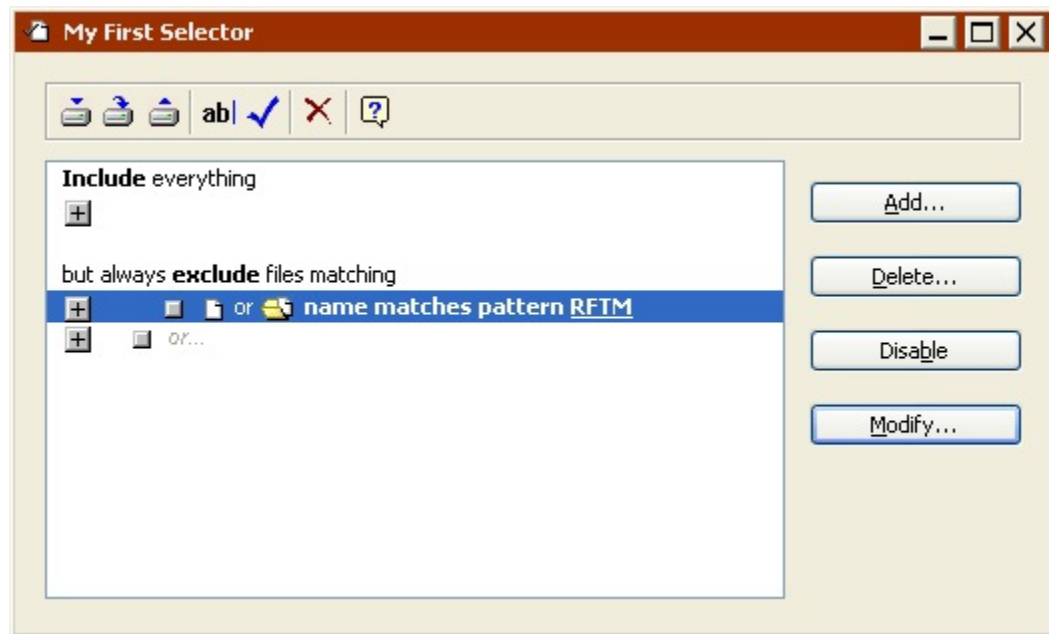 My First Selector
ab
Include everything
but always exclude files matching
or name matches pattern RFTM
or...
Add...
Delete...
Disable
Modify...